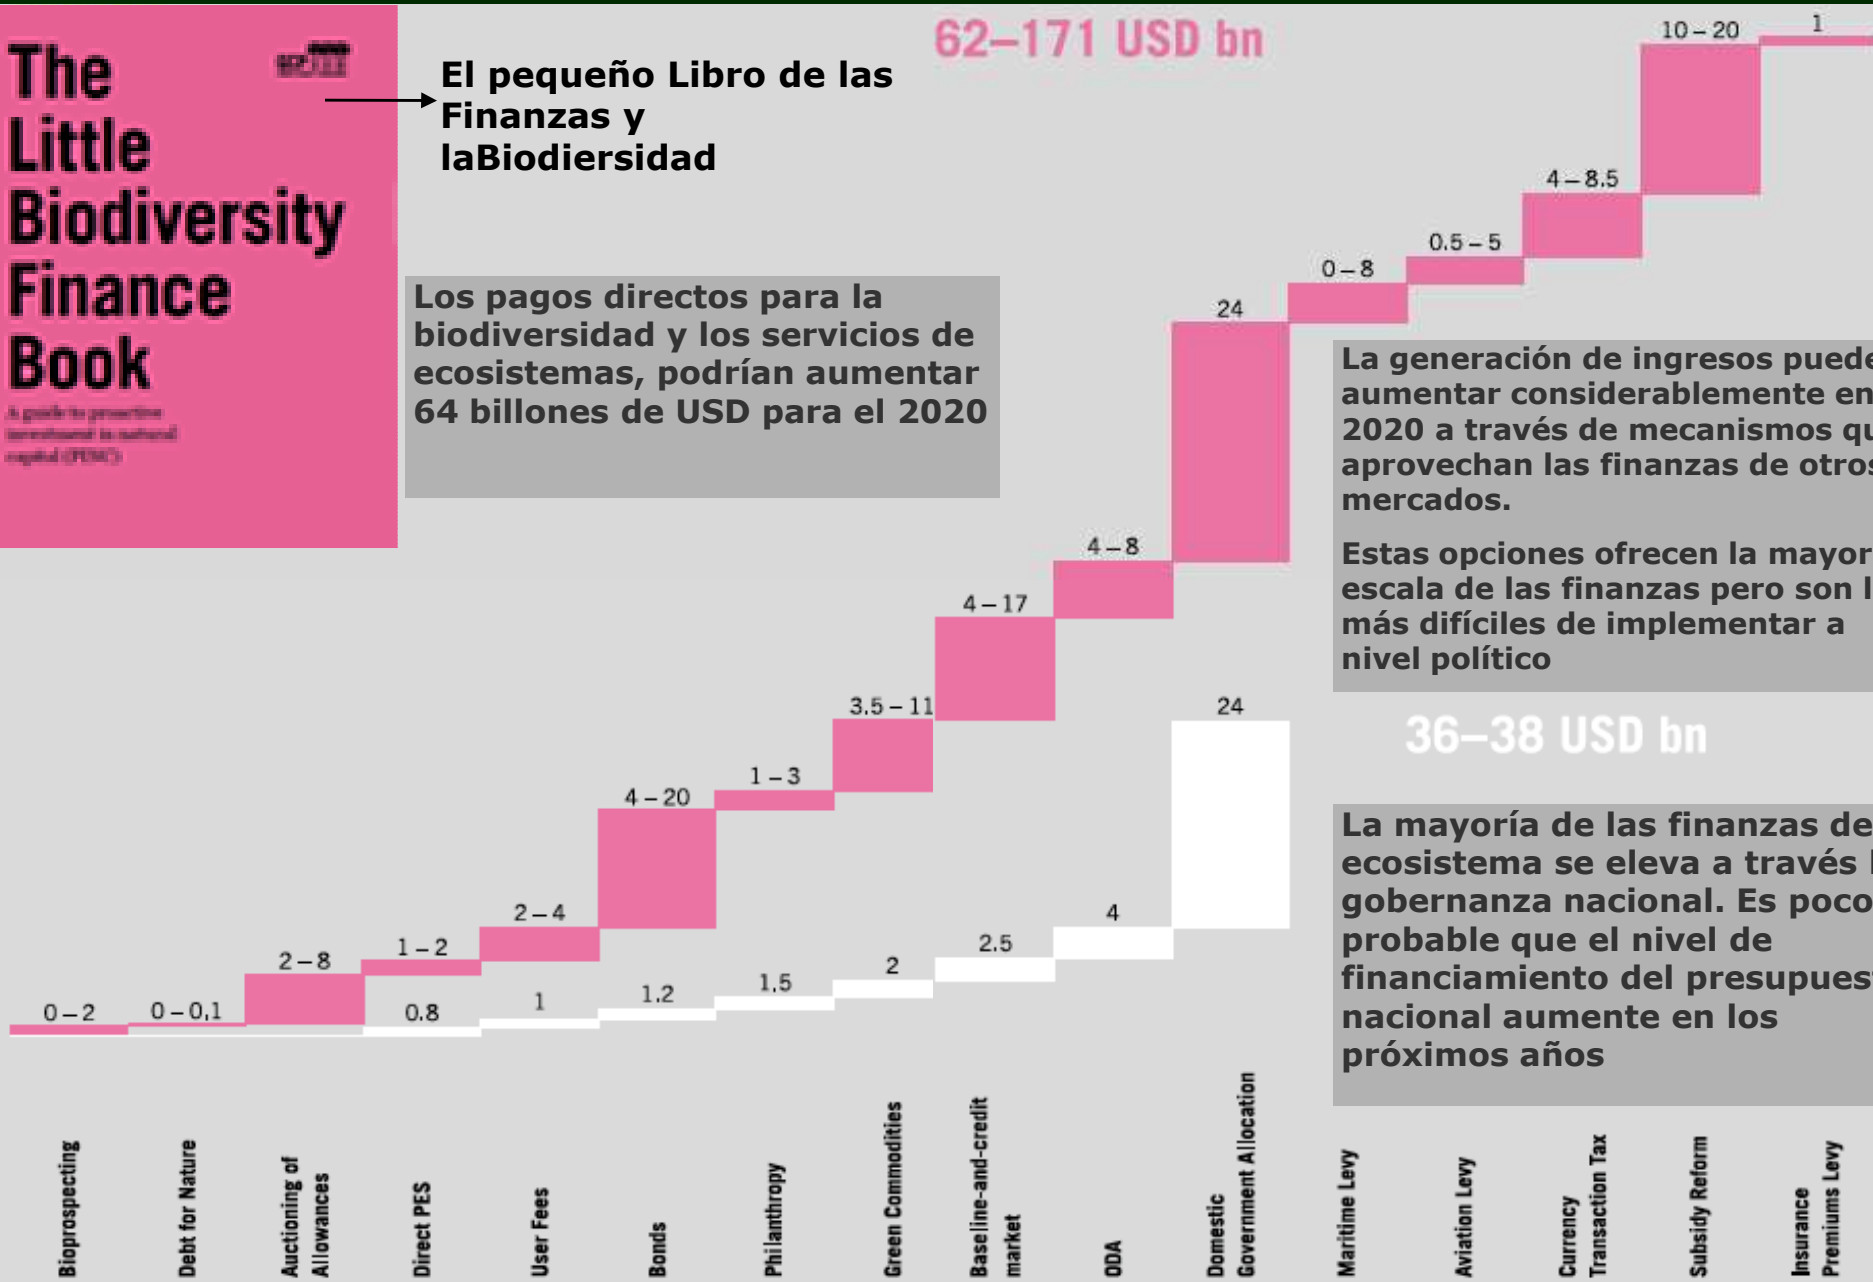 The
Little
Biodiversity
Finance
Book
A guide to proactive
investment in natural
capital (PINC)
El pequeño Libro de las
Finanzas y
laBiodiersidad
62–171 USD bn
Los pagos directos para la
biodiversidad y los servicios de
ecosistemas, podrían aumentar
64 billones de USD para el 2020
La generación de ingresos puede
aumentar considerablemente en
2020 a través de mecanismos qu
aprovechan las finanzas de otros
mercados.
Estas opciones ofrecen la mayor
escala de las finanzas pero son l
más difíciles de implementar a
nivel político
36–38 USD bn
La mayoría de las finanzas de
ecosistema se eleva a través l
gobernanza nacional. Es poco
probable que el nivel de
financiamiento del presupuest
nacional aumente en los
próximos años
0 – 2
0 – 0,1
2 – 8
1 – 2
2 – 4
4 – 20
1 – 3
3.5 – 11
4 – 17
4 – 8
24
0 – 8
0.5 – 5
4 – 8.5
10 – 20
1
0.8
1
1.2
1.5
2
2.5
4
24
Bioprospecting
Debt for Nature
Auctioning of
Allowances
Direct PES
User Fees
Bonds
Philanthropy
Green Commodities
Baseline-and-credit
market
ODA
Domestic
Government Allocation
Maritime Levy
Aviation Levy
Currency
Transaction Tax
Subsidy Reform
Insurance
Premiums Levy